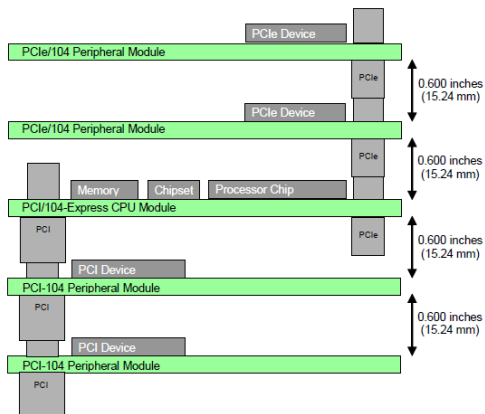 PCIe Device
PCIe/104 Peripheral Module
PCIe
0.600 inches
(15.24 mm)
PCIe Device
PCIe/104 Peripheral Module
PCIe
0.600 inches
(15.24 mm)
Memory
Chipset
Processor Chip
PCI/104-Express CPU Module
PCI
PCIe
0.600 inches
(15.24 mm)
PCI Device
PCI-104 Peripheral Module
PCI
0.600 inches
(15.24 mm)
PCI Device
PCI-104 Peripheral Module
PCI